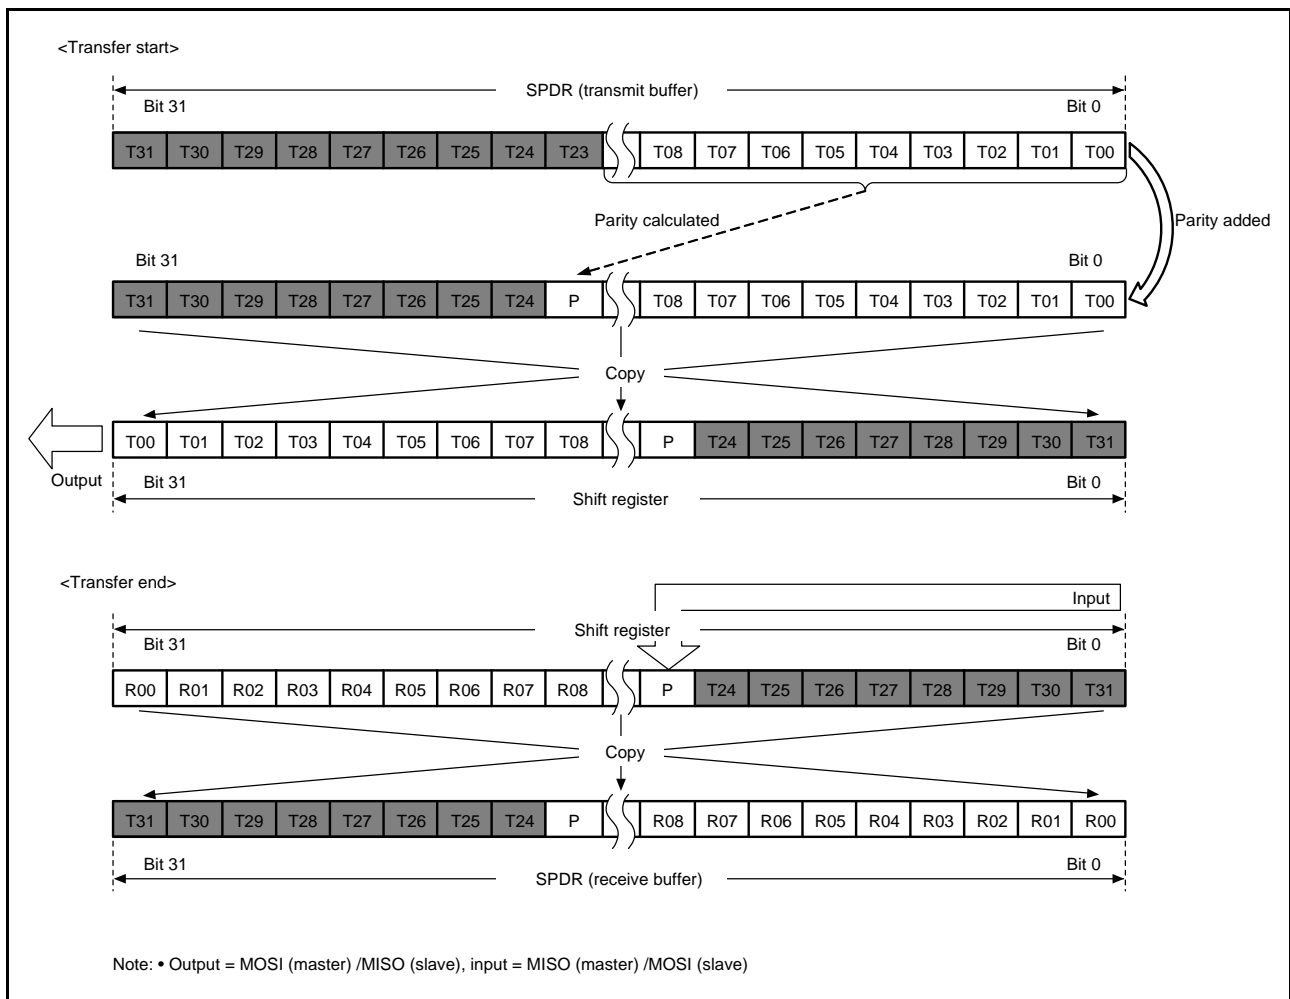 <Transfer start>
SPDR (transmit buffer)
Bit 31 Bit 0
T31 T30 T29 T28 T27 T26 T25 T24 T23 T08 T07 T06 T05 T04 T03 T02 T01 T00
Parity calculated Parity added
Bit 31 Bit 0
T31 T30 T29 T28 T27 T26 T25 T24 P T08 T07 T06 T05 T04 T03 T02 T01 T00
Copy
T00 T01 T02 T03 T04 T05 T06 T07 T08 P T24 T25 T26 T27 T28 T29 T30 T31
Output Bit 31 Bit 0
Shift register
<Transfer end>
Input
Shift register
Bit 31 Bit 0
R00 R01 R02 R03 R04 R05 R06 R07 R08 P T24 T25 T26 T27 T28 T29 T30 T31
Copy
T31 T30 T29 T28 T27 T26 T25 T24 P R08 R07 R06 R05 R04 R03 R02 R01 R00
Bit 31 Bit 0
SPDR (receive buffer)
Note: • Output = MOSI (master) /MISO (slave), input = MISO (master) /MOSI (slave)